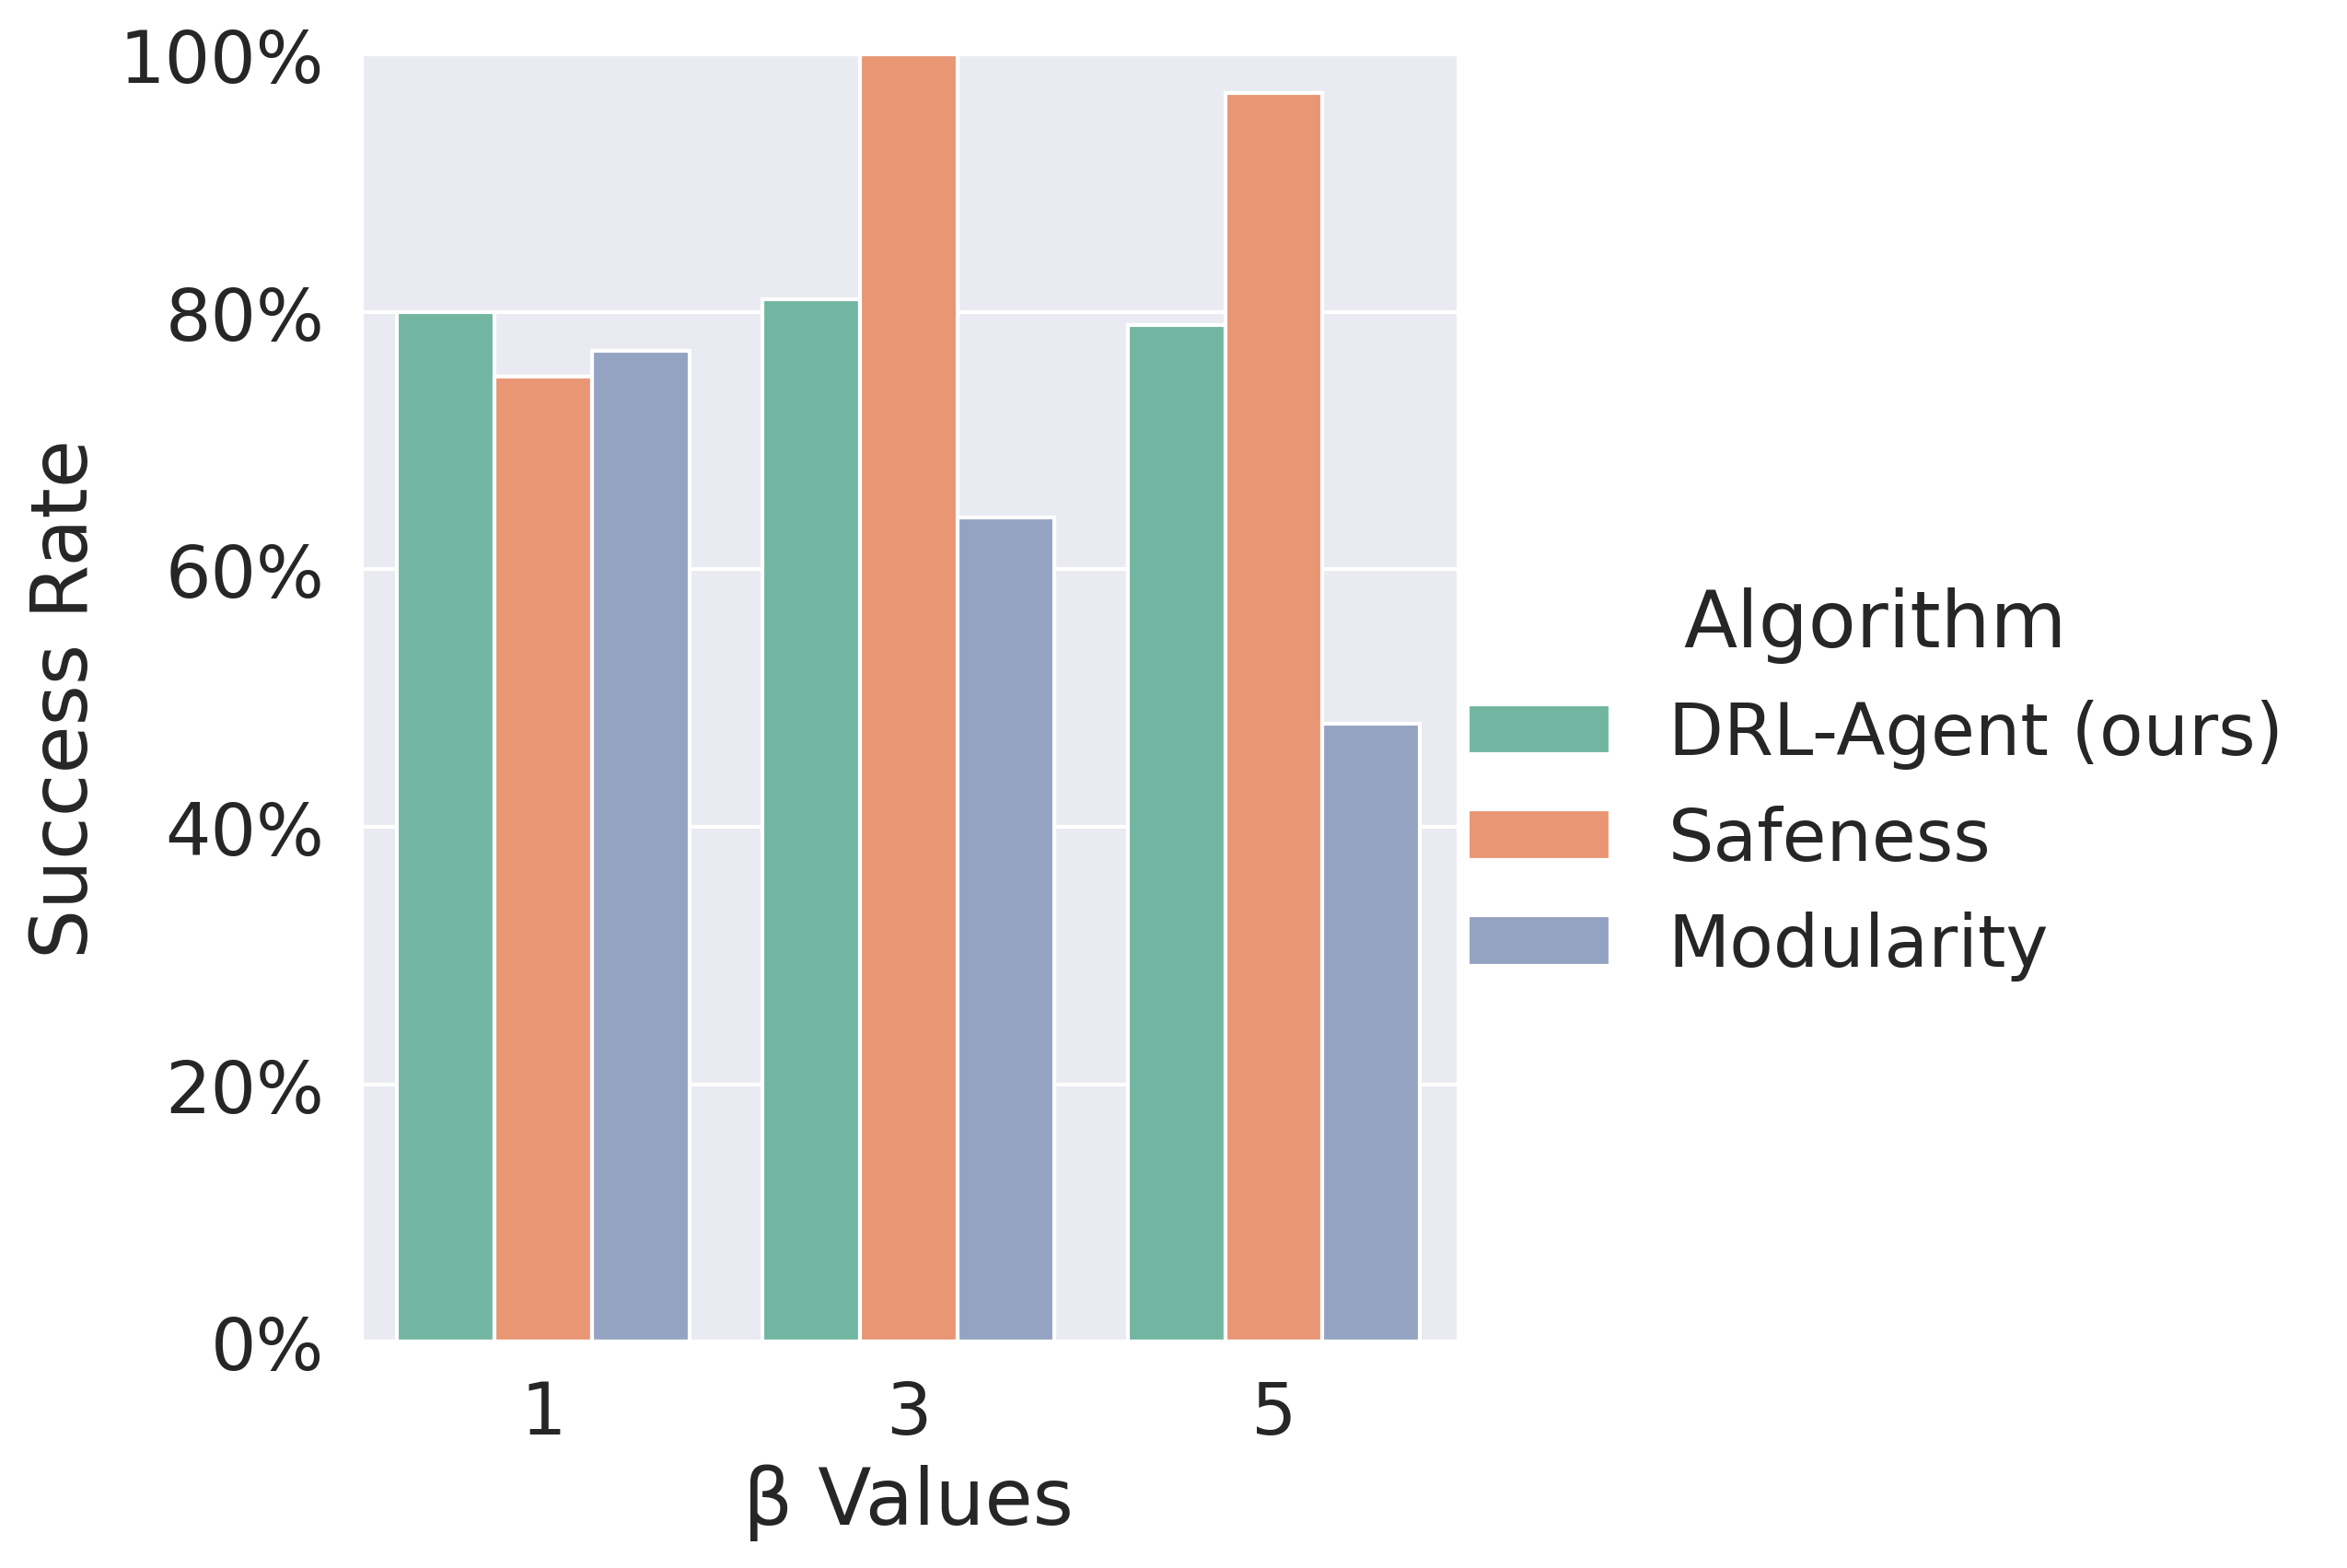 100%
80%
60%
40%
20%
0%
Success Rate
1 3 5
β Values
Algorithm
DRL-Agent (ours)
Safeness
Modularity